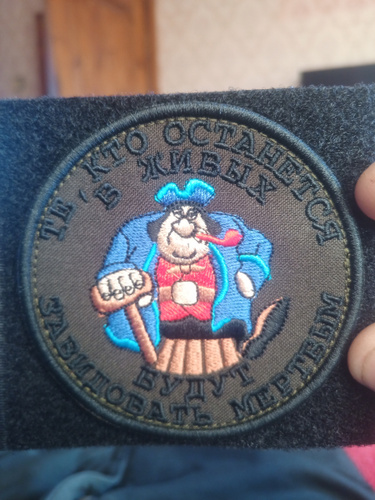 ТЕ, КТО ОСТАНЕТСЯ
В ЖИВЫХ
БУДУТ
ЗАВИДОВАТЬ МЕРТВЫМ